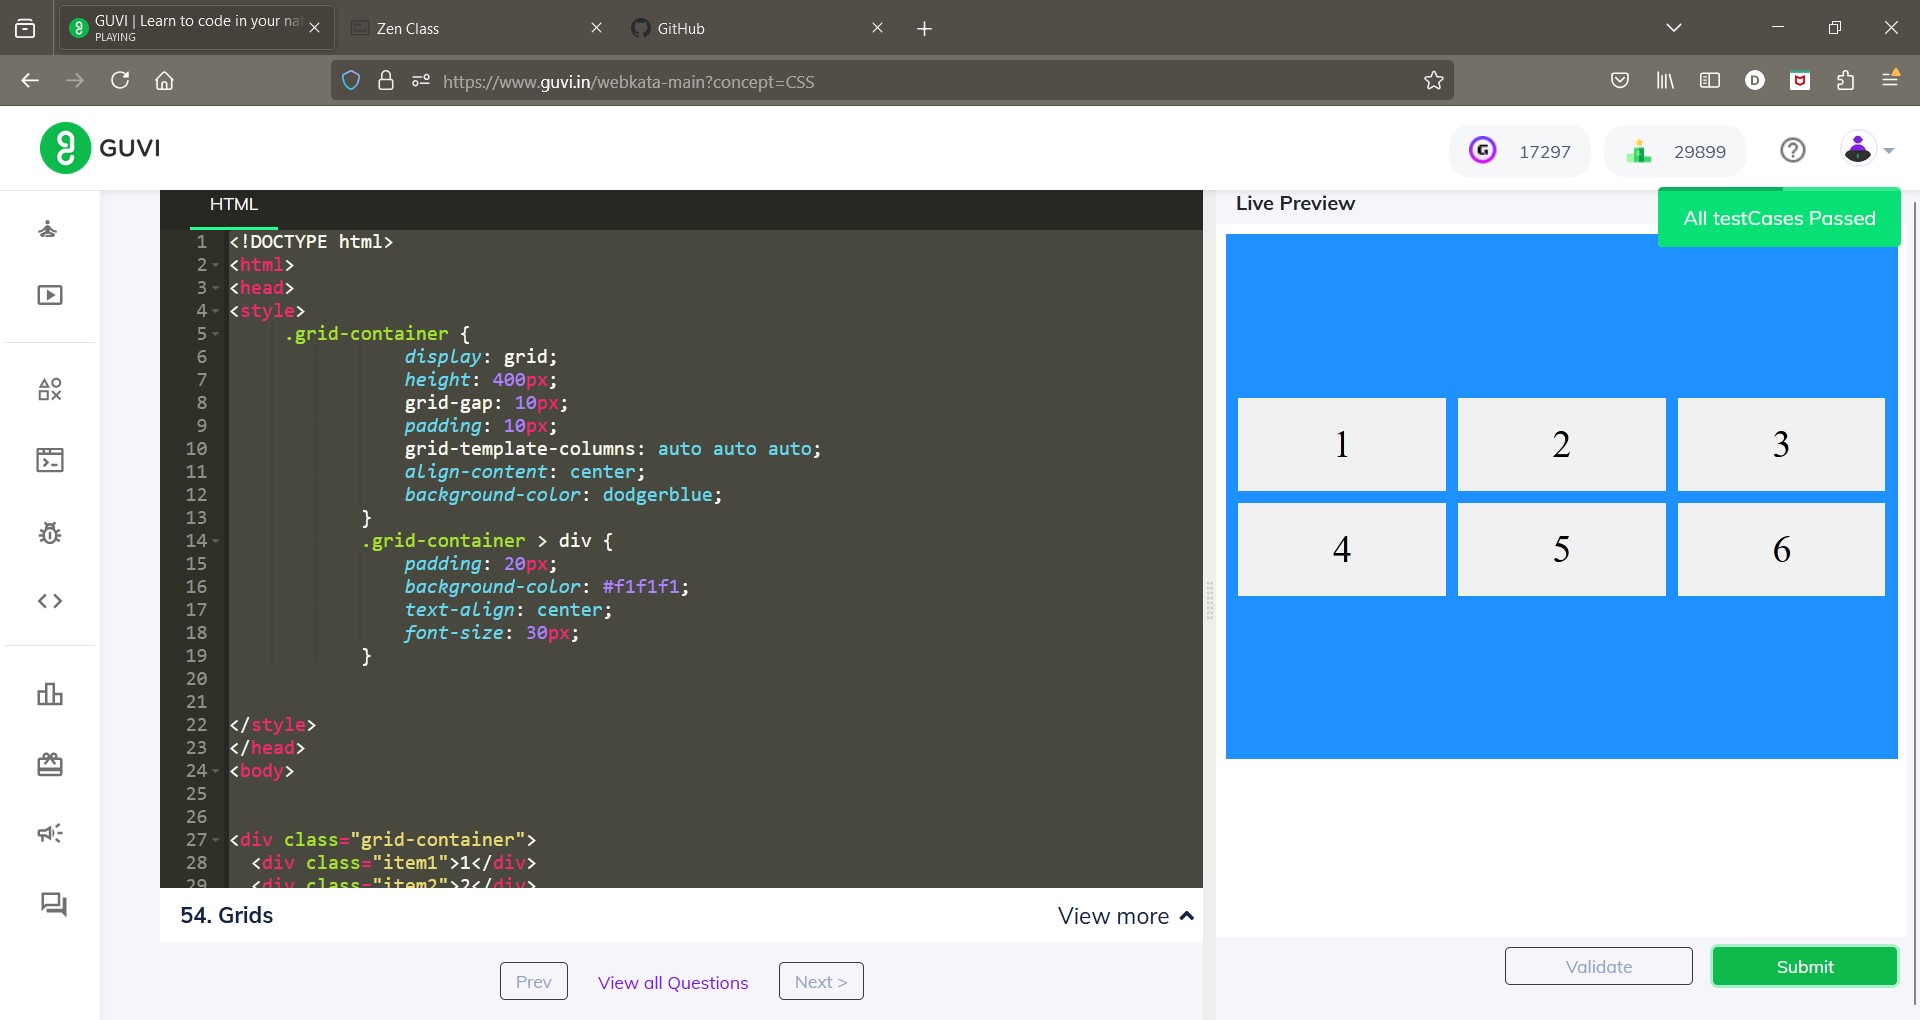 GUVI | Learn to code in your nat
PLAYING
Zen Class
GitHub
https://www.guvi.in/webkata-main?concept=CSS
D
GUVI
G
17297
29899
HTML
Live Preview
All testCases Passed
1 <!DOCTYPE html>
2 <html>
3 <head>
4 <style>
5 .grid-container {
6 display: grid;
7 height: 400px;
8 grid-gap: 10px;
9 padding: 10px;
10 grid-template-columns: auto auto auto;
11 align-content: center;
12 background-color: dodgerblue;
13 }
14 .grid-container > div {
15 padding: 20px;
16 background-color: #f1f1f1;
17 text-align: center;
18 font-size: 30px;
19 }
20
21
22 </style>
23 </head>
24 <body>
25
26
27 <div class="grid-container">
28 <div class="item1">1</div>
29 <div class="item2">2</div>
1 2 3
4 5 6
54. Grids
View more
Prev
View all Questions
Next >
Validate
Submit